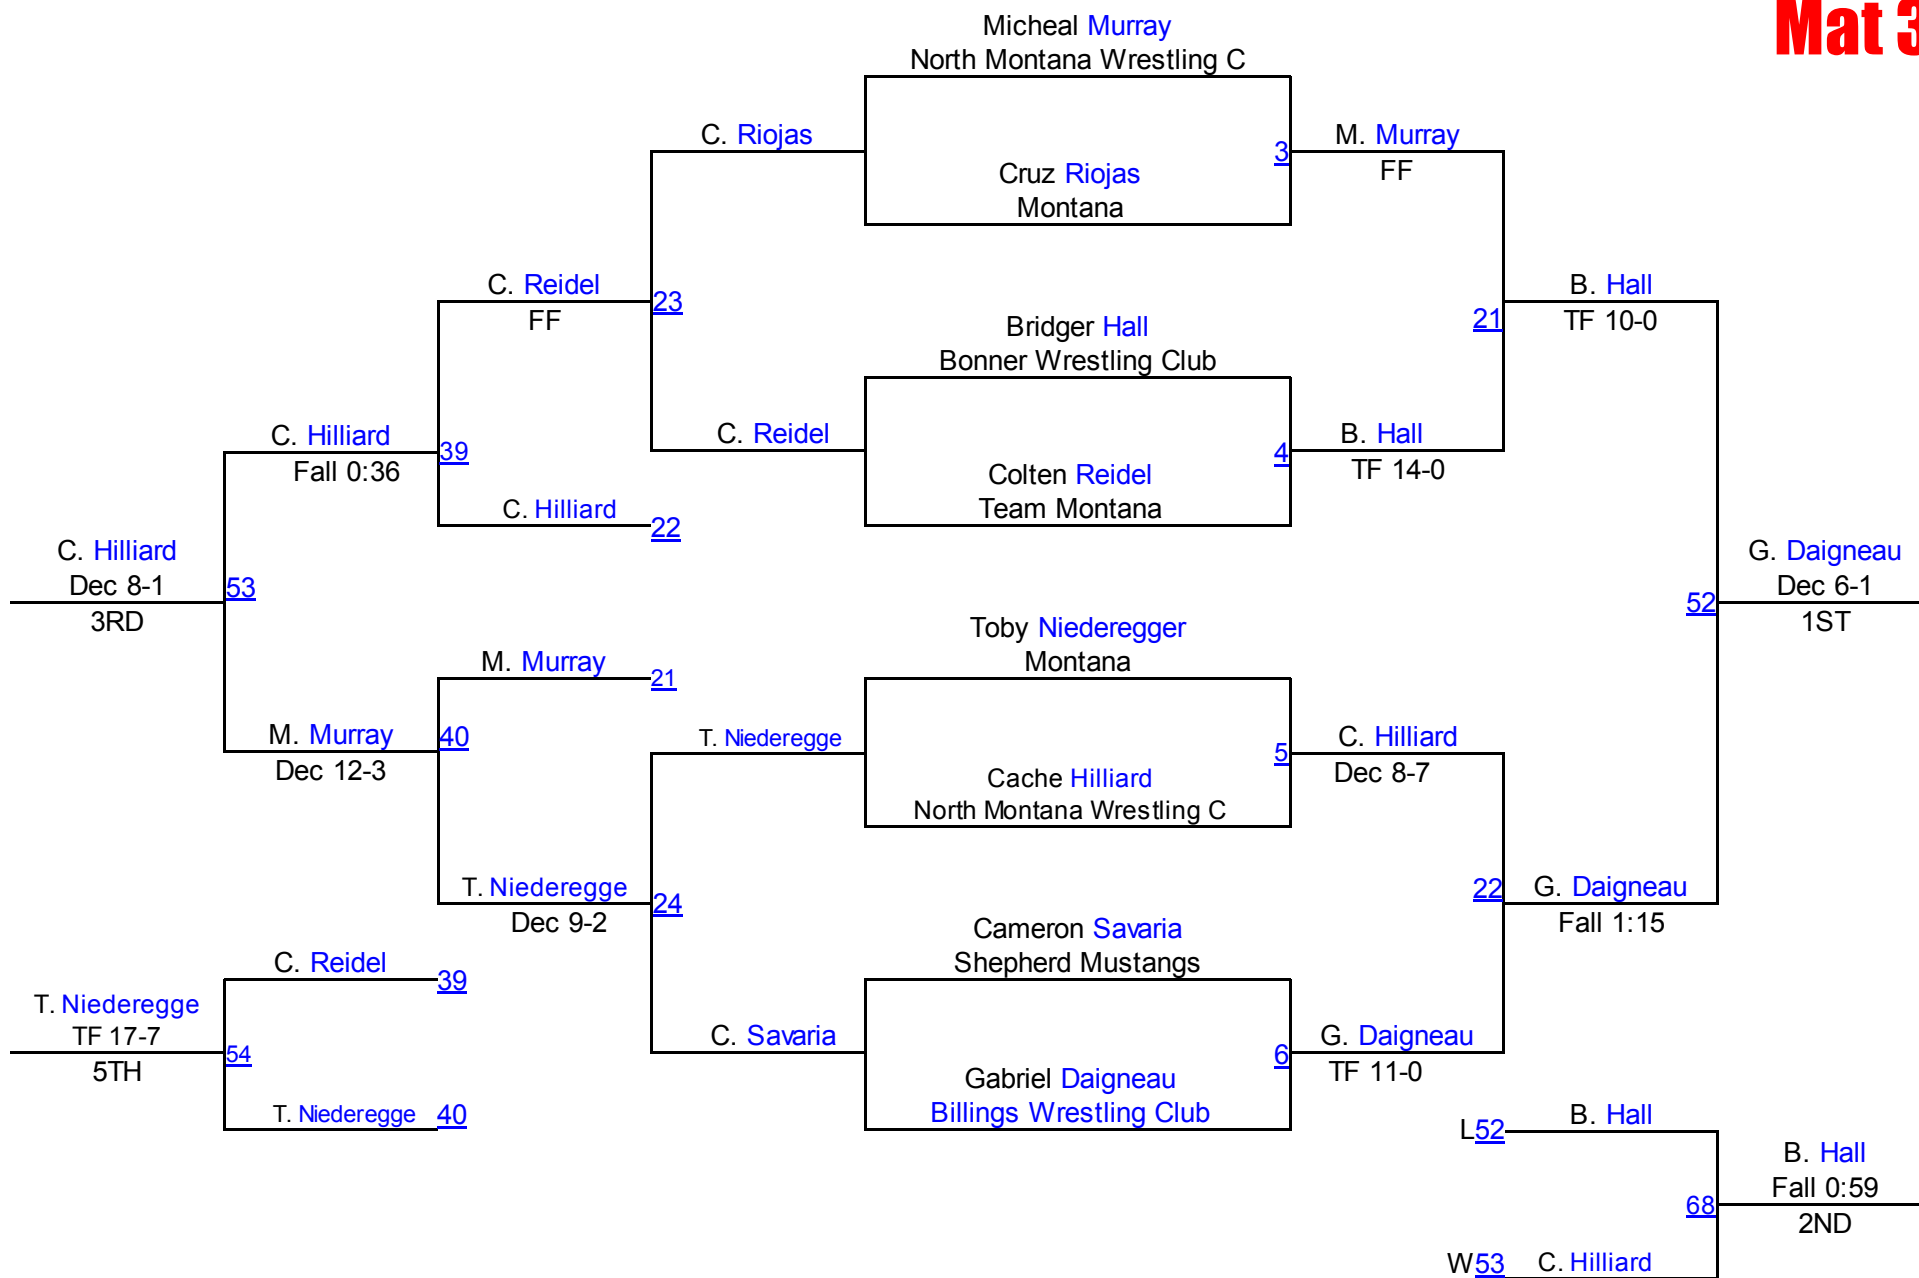 Mat 3
Micheal Murray
North Montana Wrestling C
C. Riojas
3
M. Murray
FF
Cruz Riojas
Montana
C. Reidel
FF
23
Bridger Hall
Bonner Wrestling Club
21
B. Hall
TF 10-0
C. Hilliard
Fall 0:36
39
C. Reidel
4
B. Hall
TF 14-0
Colten Reidel
Team Montana
C. Hilliard
22
C. Hilliard
Dec 8-1
3RD
53
G. Daigneau
Dec 6-1
1ST
52
Toby Niederegger
Montana
M. Murray
21
M. Murray
Dec 12-3
40
T. Niederegge
5
C. Hilliard
Dec 8-7
Cache Hilliard
North Montana Wrestling C
T. Niederegge
Dec 9-2
24
22
G. Daigneau
Fall 1:15
Cameron Savaria
Shepherd Mustangs
C. Reidel
39
T. Niederegge
TF 17-7
5TH
54
C. Savaria
6
G. Daigneau
TF 11-0
Gabriel Daigneau
Billings Wrestling Club
T. Niederegge 40
L52
B. Hall
B. Hall
Fall 0:59
2ND
68
W53 C. Hilliard